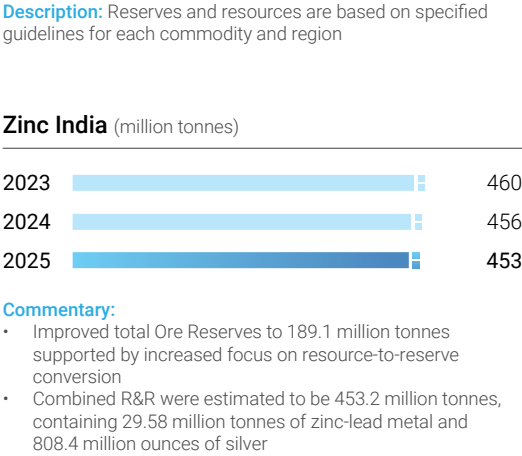 Description: Reserves and resources are based on specified
guidelines for each commodity and region
Zinc India (million tonnes)
2023 460
2024 456
2025 453
Commentary:
• Improved total Ore Reserves to 189.1 million tonnes
supported by increased focus on resource-to-reserve
conversion
• Combined R&R were estimated to be 453.2 million tonnes,
containing 29.58 million tonnes of zinc-lead metal and
808.4 million ounces of silver